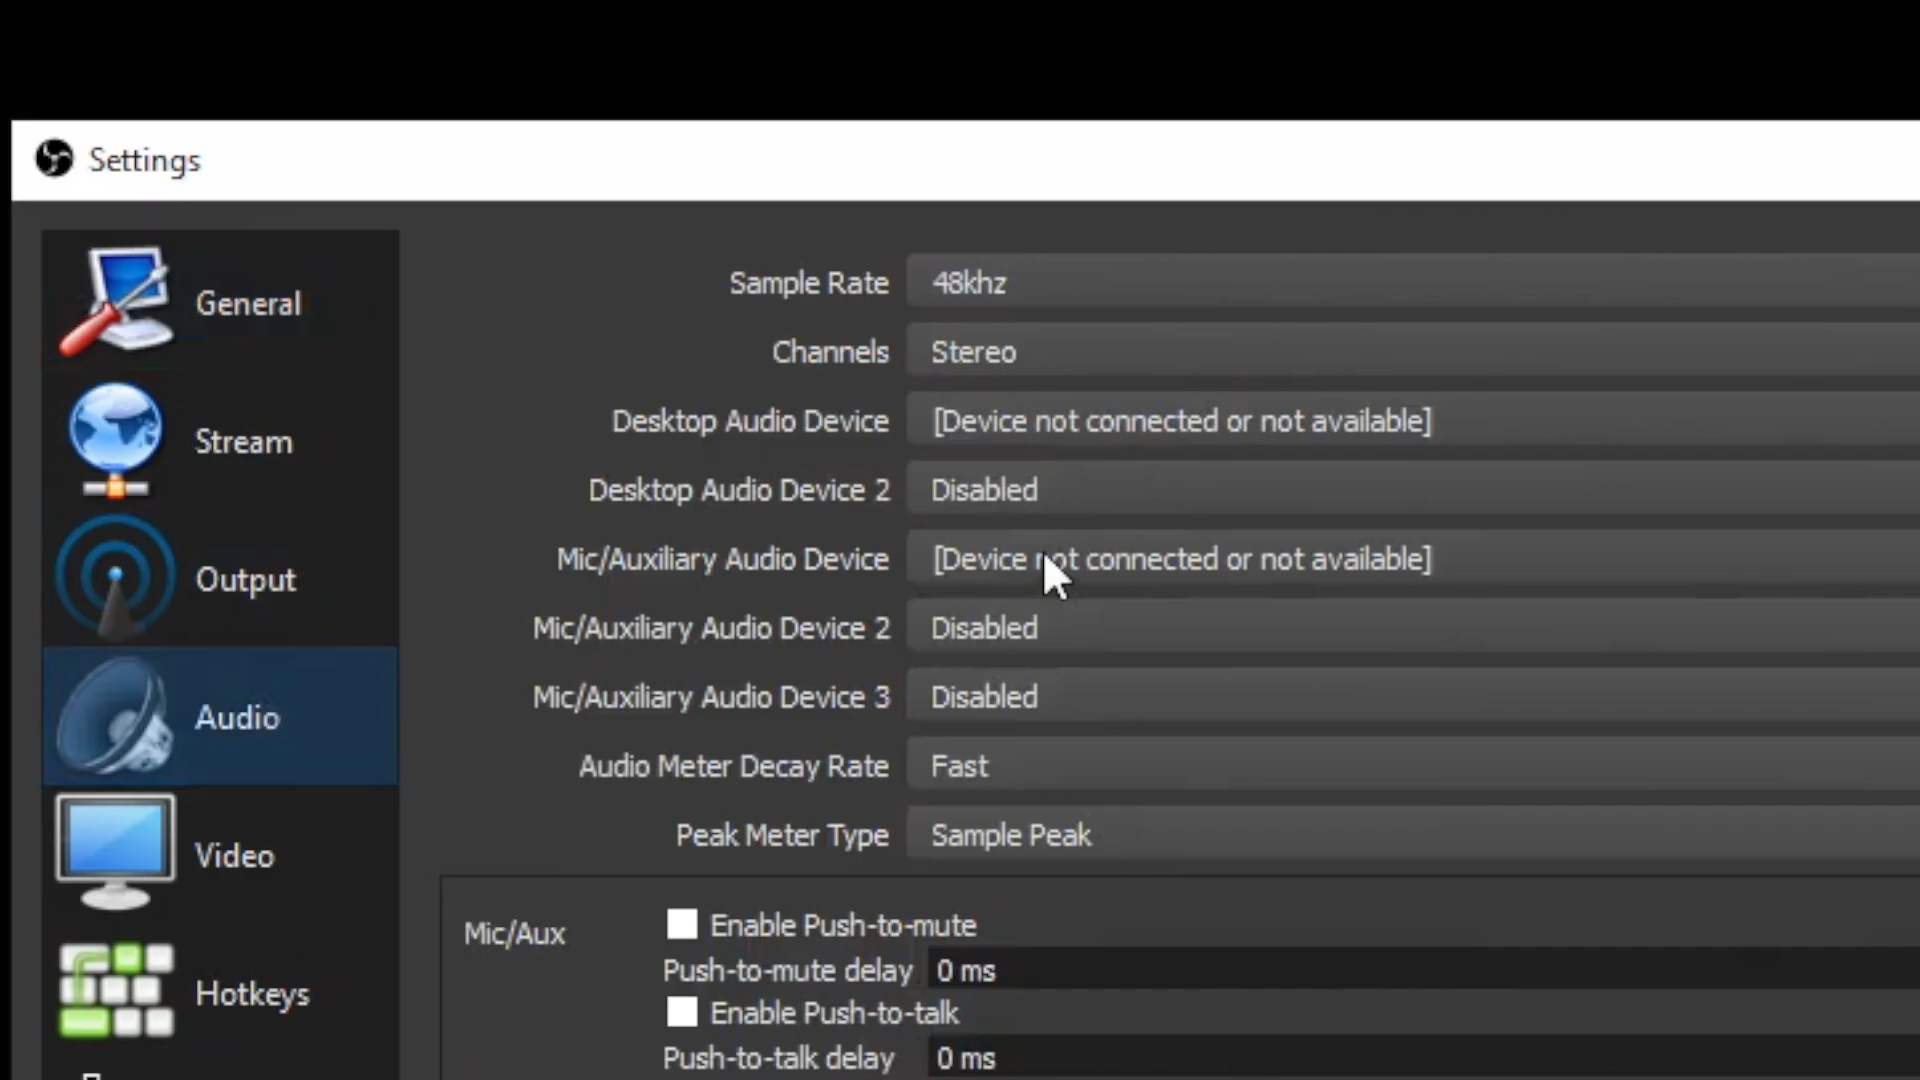 Settings
General
Stream
Output
Audio
Video
Hotkeys
Sample Rate 48khz
Channels Stereo
Desktop Audio Device [Device not connected or not available]
Desktop Audio Device 2 Disabled
Mic/Auxiliary Audio Device [Device not connected or not available]
Mic/Auxiliary Audio Device 2 Disabled
Mic/Auxiliary Audio Device 3 Disabled
Audio Meter Decay Rate Fast
Peak Meter Type Sample Peak
Mic/Aux
Enable Push-to-mute
Push-to-mute delay 0 ms
Enable Push-to-talk
Push-to-talk delay 0 ms